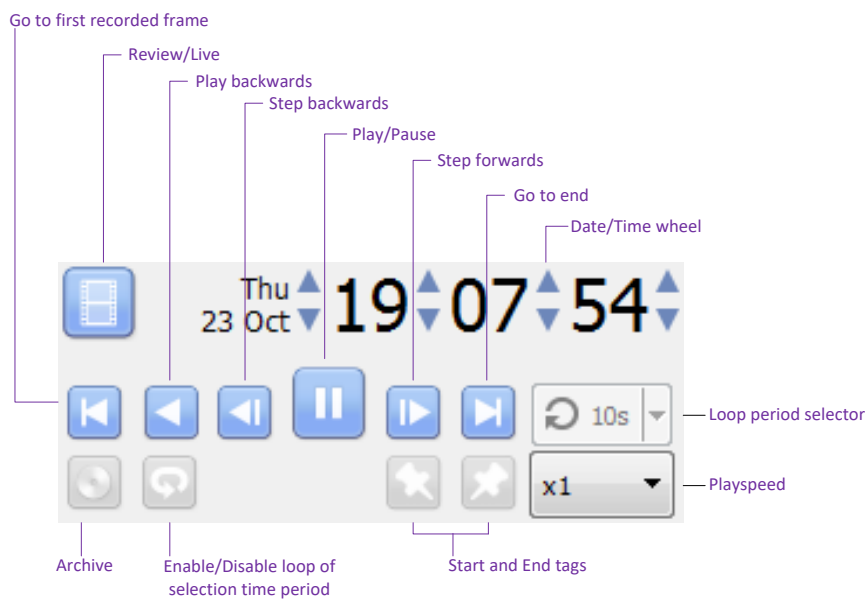 Go to first recorded frame
Review/Live
Play backwards
Step backwards
Play/Pause
Step forwards
Go to end
Date/Time wheel
Thu
23 Oct
19 07 54
10s
Loop period selector
x1
Playspeed
Archive
Enable/Disable loop of
selection time period
Start and End tags